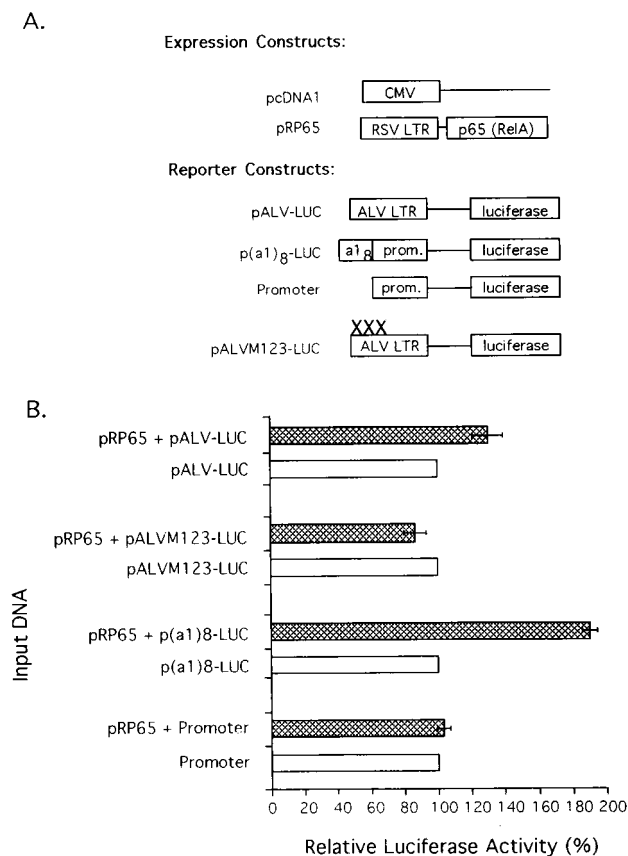 A.
Expression Constructs:
pcDNA1 CMV
pRP65 RSV LTR p65 (RelA)
Reporter Constructs:
pALV-LUC ALV LTR luciferase
p(a1)8-LUC a18 prom. luciferase
Promoter prom. luciferase
XXX
pALVM123-LUC ALV LTR luciferase
B.
Input DNA
pRP65 + pALV-LUC
pALV-LUC
pRP65 + pALVM123-LUC
pALVM123-LUC
pRP65 + p(a1)8-LUC
p(a1)8-LUC
pRP65 + Promoter
Promoter
0 20 40 60 80 100 120 140 160 180 200
Relative Luciferase Activity (%)